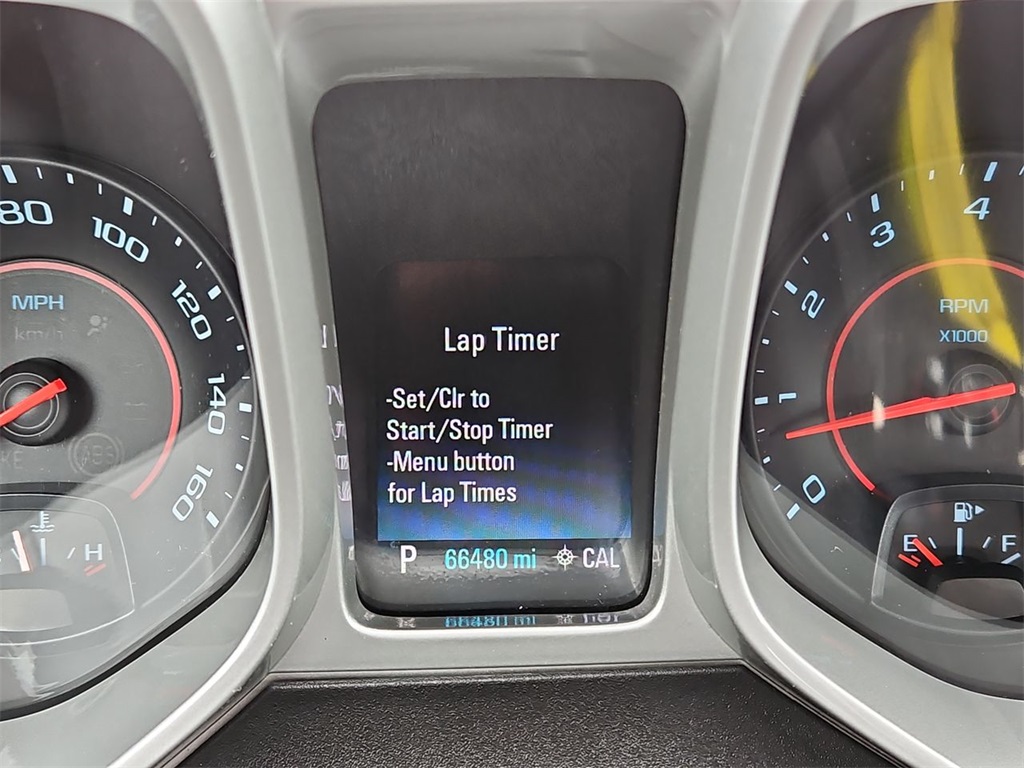 80
100
120
140
160
MPH
km/h
H
Lap Timer
-Set/Clr to
Start/Stop Timer
-Menu button
for Lap Times
P 66480 mi CAL
4
3
2
1
0
RPM
X1000
E F